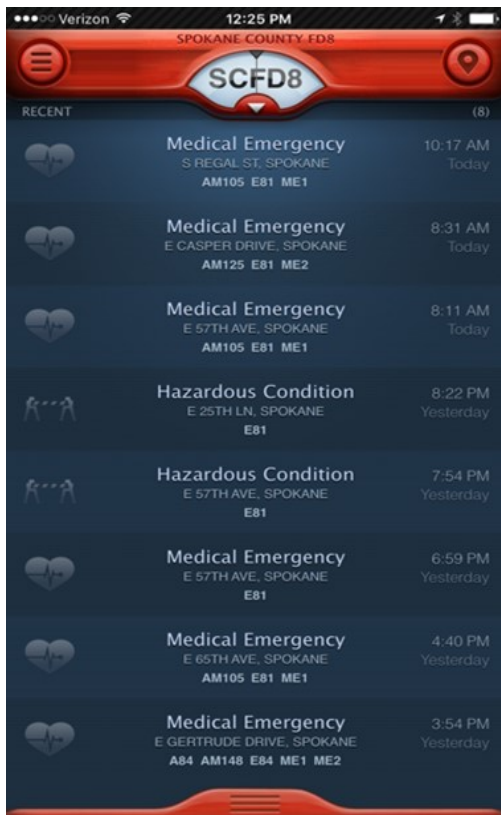 Verizon 12:25 PM
SPOKANE COUNTY FD8
SCFD8
RECENT (8)
Medical Emergency 10:17 AM
S REGAL ST, SPOKANE Today
AM105 E81 ME1
Medical Emergency 8:31 AM
E CASPER DRIVE, SPOKANE Today
AM125 E81 ME2
Medical Emergency 8:11 AM
E 57TH AVE, SPOKANE Today
AM105 E81 ME1
Hazardous Condition 8:22 PM
E 25TH LN, SPOKANE Yesterday
E81
Hazardous Condition 7:54 PM
E 57TH AVE, SPOKANE Yesterday
E81
Medical Emergency 6:59 PM
E 57TH AVE, SPOKANE Yesterday
E81
Medical Emergency 4:40 PM
E 65TH AVE, SPOKANE Yesterday
AM105 E81 ME1
Medical Emergency 3:54 PM
E GERTRUDE DRIVE, SPOKANE Yesterday
A84 AM148 E84 ME1 ME2